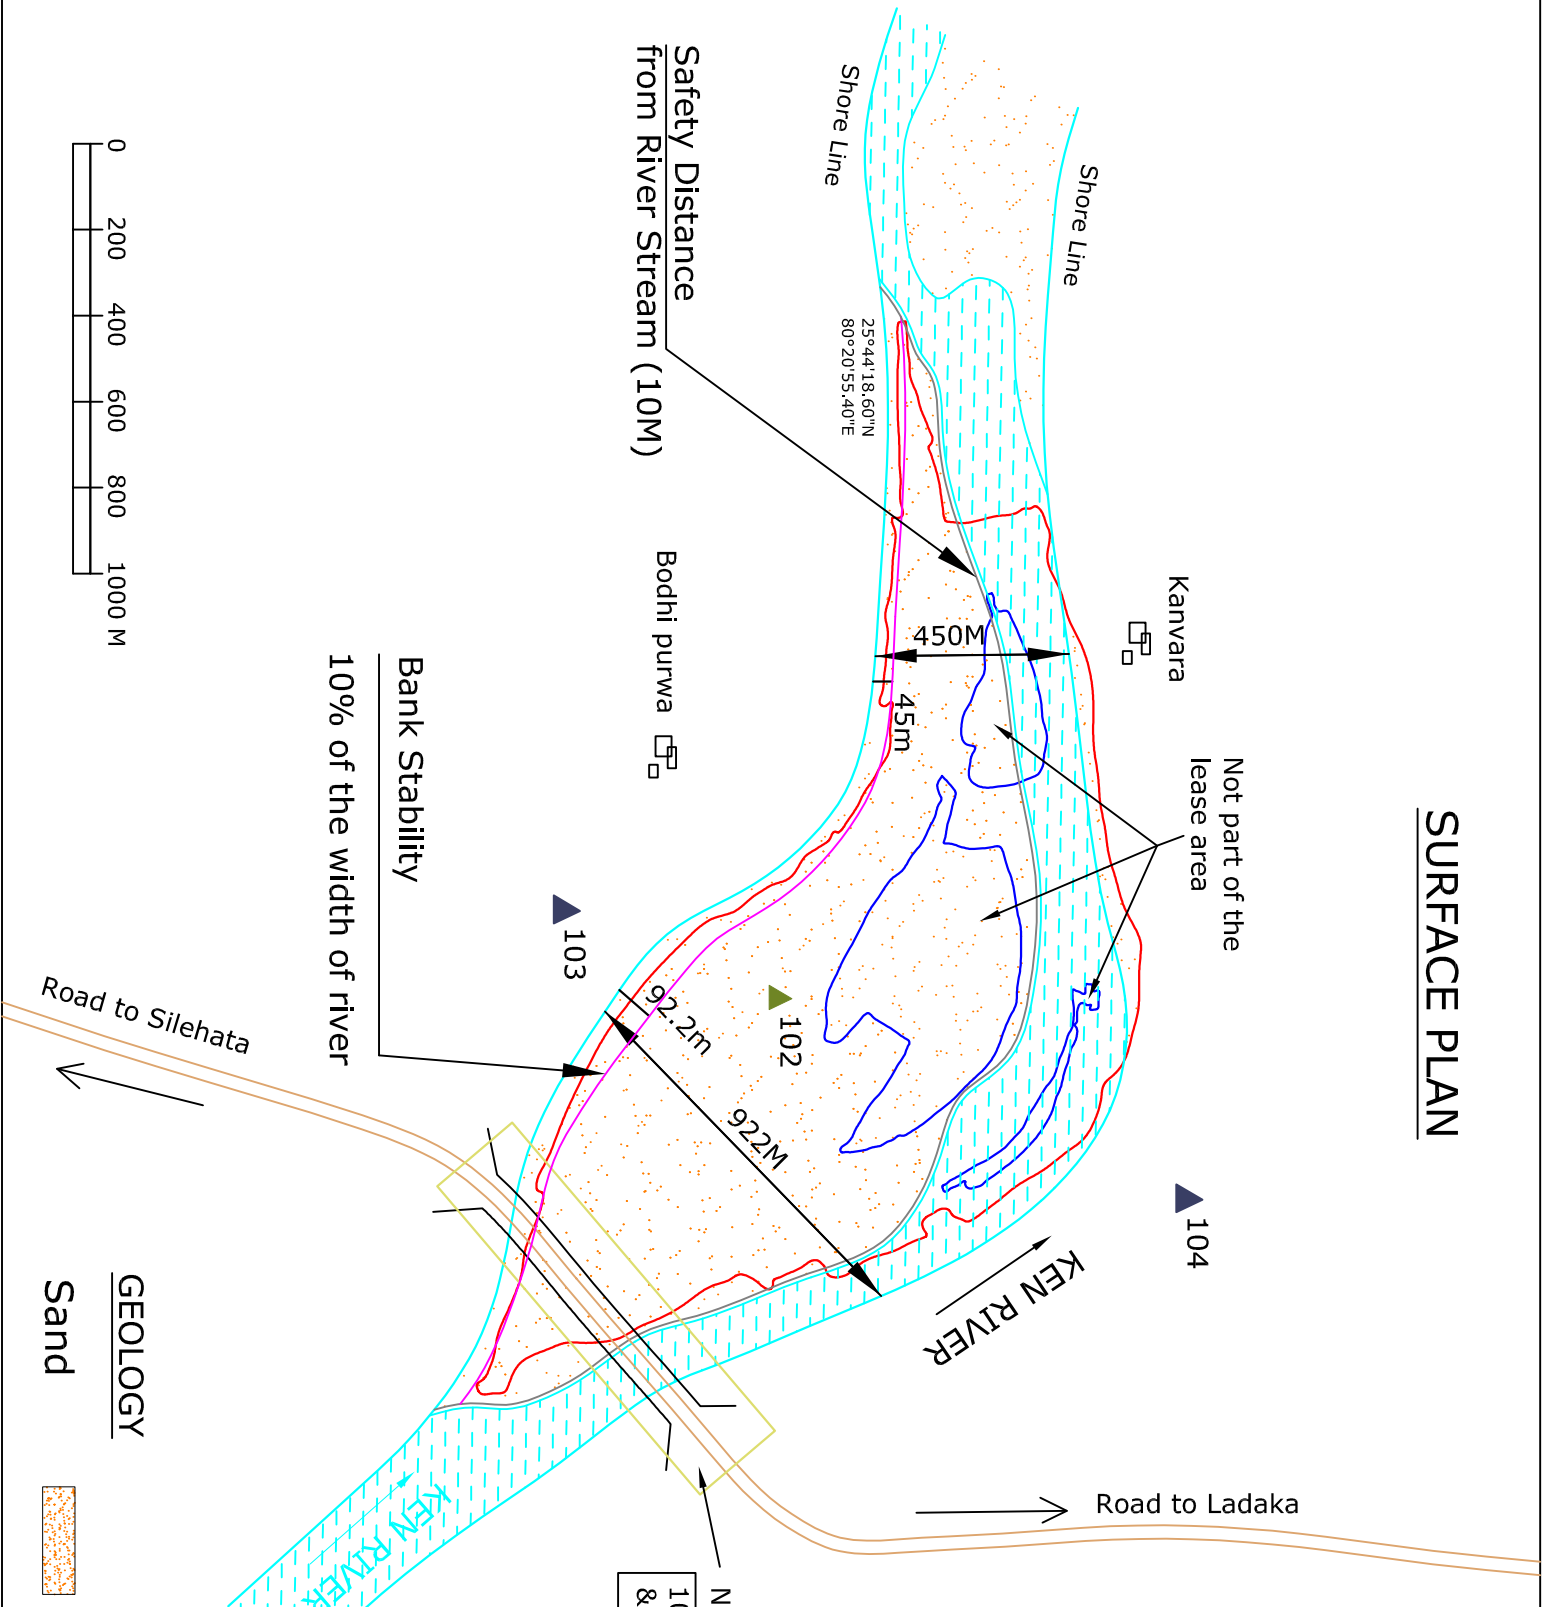 SURFACE PLAN
Shore Line
Shore Line
Safety Distance
from River Stream (10M)
25°44'18.60"N
80°20'55.40"E
Kanvara
Not part of the
lease area
450M
45m
Bodhi purwa
0 200 400 600 800 1000 M
Bank Stability
10% of the width of river
103
102
104
92.2m
922M
KEN RIVER
Road to Silehata
Road to Ladaka
GEOLOGY
Sand
KEN RIVER
N
&